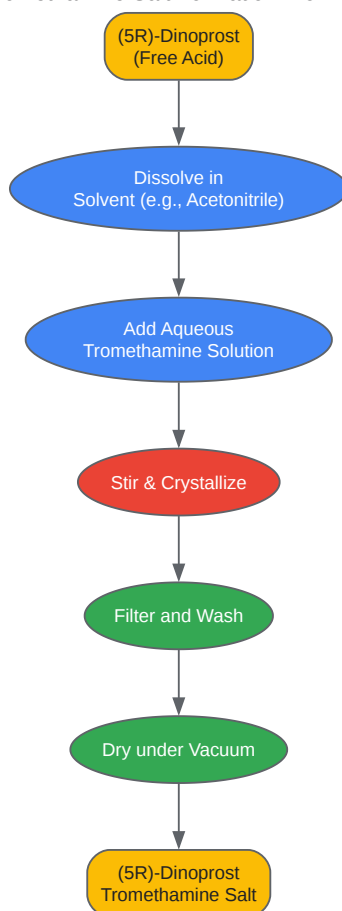 (5R)-Dinoprost
(Free Acid)
Dissolve in
Solvent (e.g., Acetonitrile)
Add Aqueous
Tromethamine Solution
Stir & Crystallize
Filter and Wash
Dry under Vacuum
(5R)-Dinoprost
Tromethamine Salt